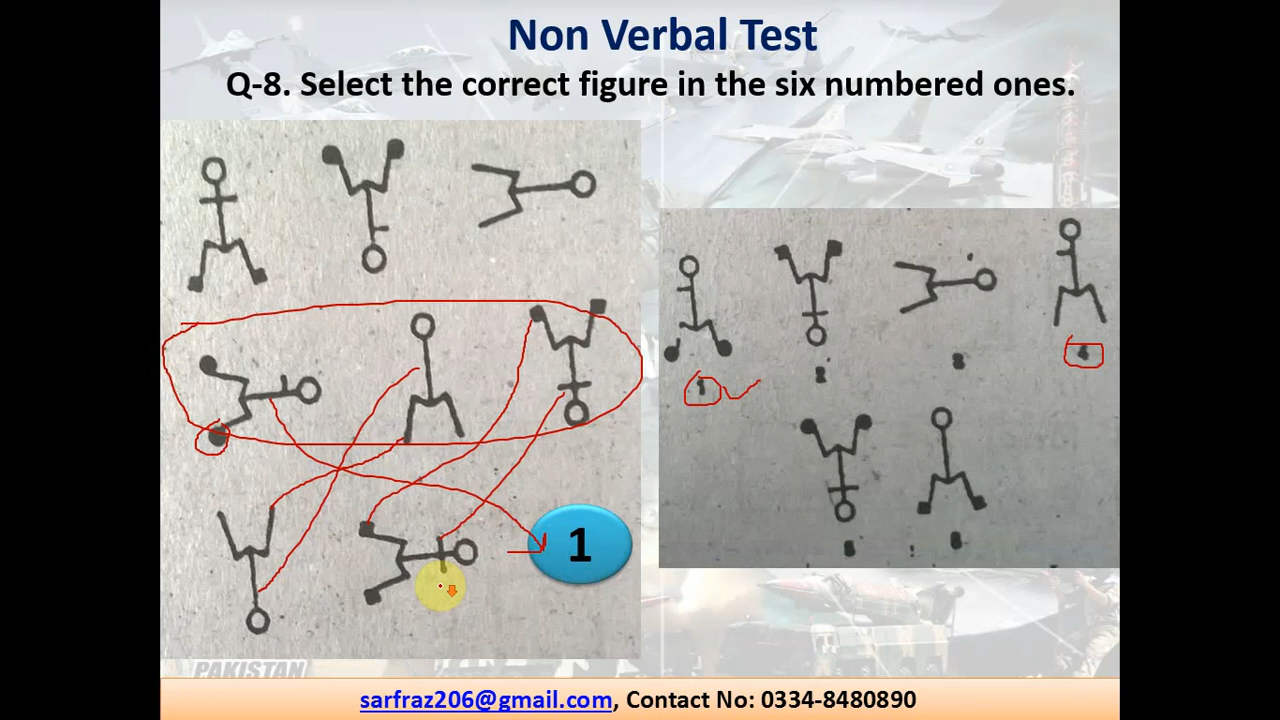 Non Verbal Test
Q-8. Select the correct figure in the six numbered ones.
1
PAKISTAN
sarfraz206@gmail.com, Contact No: 0334-8480890